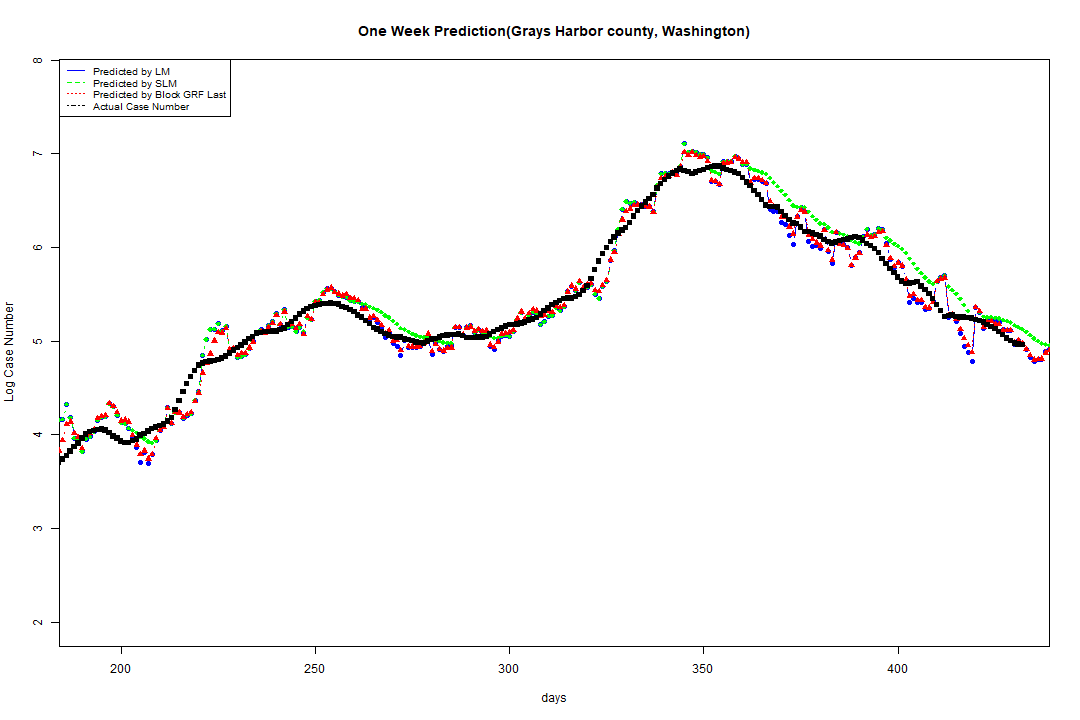 One Week Prediction(Grays Harbor county, Washington)
Predicted by LM
Predicted by SLM
Predicted by Block GRF Last
Actual Case Number
8
7
6
5
4
3
2
Log Case Number
200 250 300 350 400
days